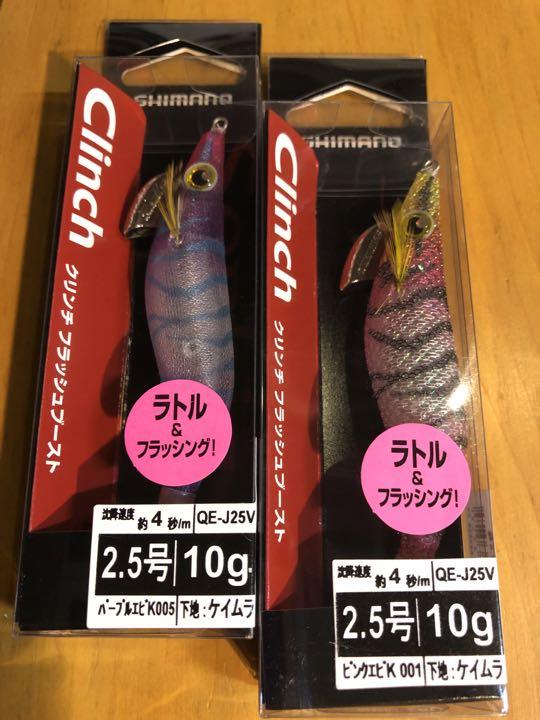 SHIMANO
Clinch
クリンチ フラッシュブースト
ラトル
&
フラッシング!
沈降速度 約4秒/m QE-J25V
2.5号 10g
パープルエビK005 下地:ケイムラ
SHIMANO
Clinch
クリンチ フラッシュブースト
ラトル
&
フラッシング!
沈降速度 約4秒/m QE-J25V
2.5号 10g
ピンクエビK 001 下地:ケイムラ